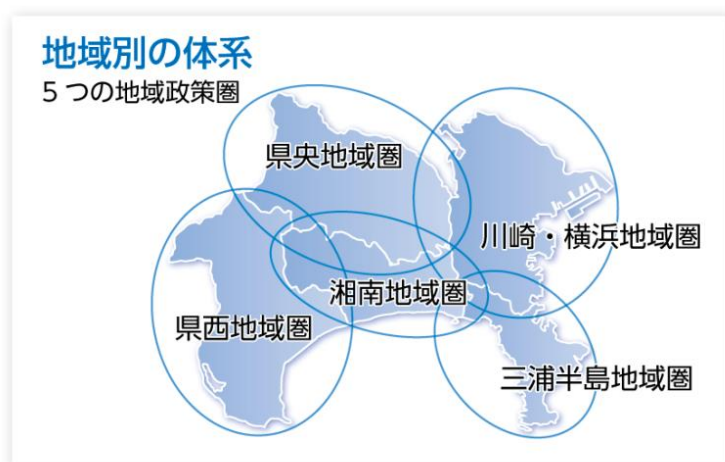 地域別の体系
5つの地域政策圏
県央地域圏
川崎・横浜地域圏
湘南地域圏
県西地域圏
三浦半島地域圏